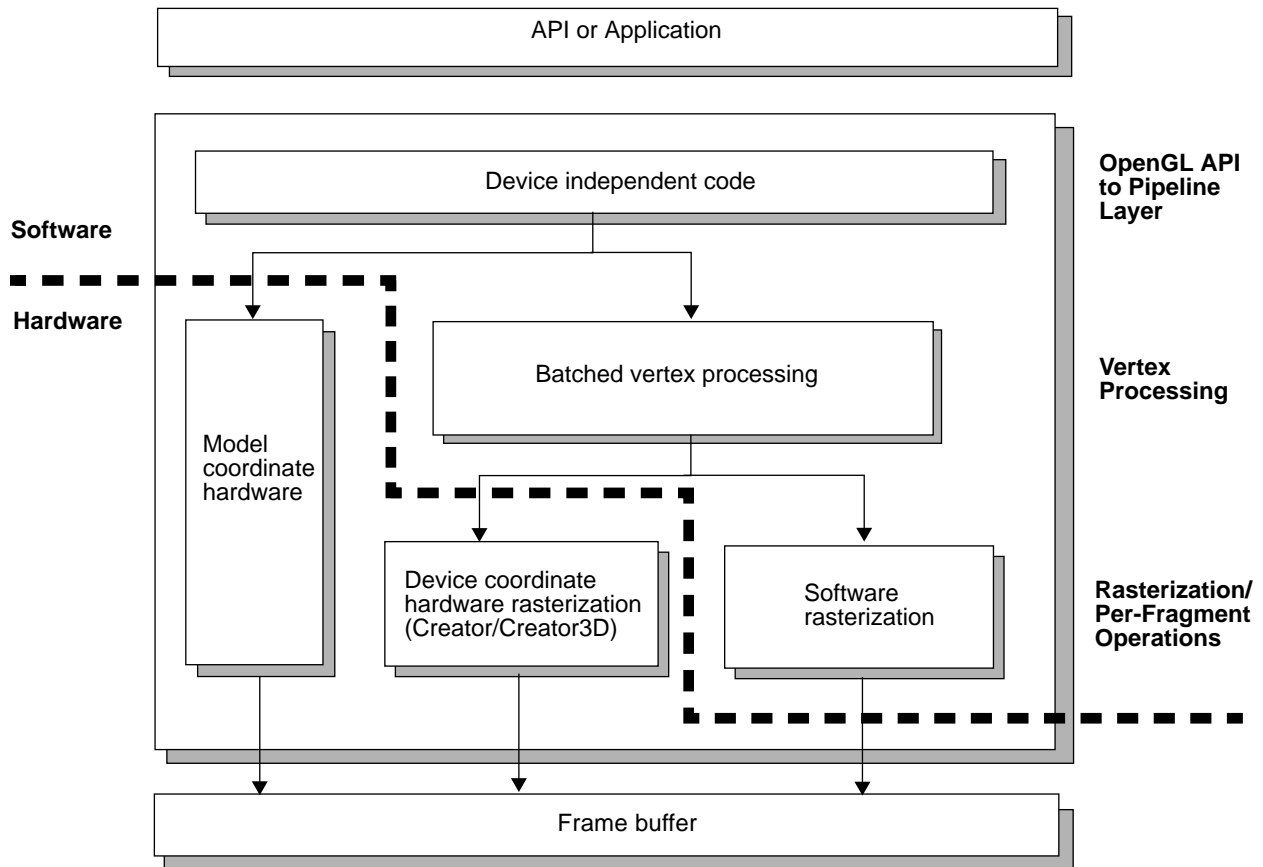 API or Application
Device independent code
OpenGL API
to Pipeline
Layer
Software
Hardware
Batched vertex processing
Vertex
Processing
Model
coordinate
hardware
Device coordinate
hardware rasterization
(Creator/Creator3D)
Software
rasterization
Rasterization/
Per-Fragment
Operations
Frame buffer